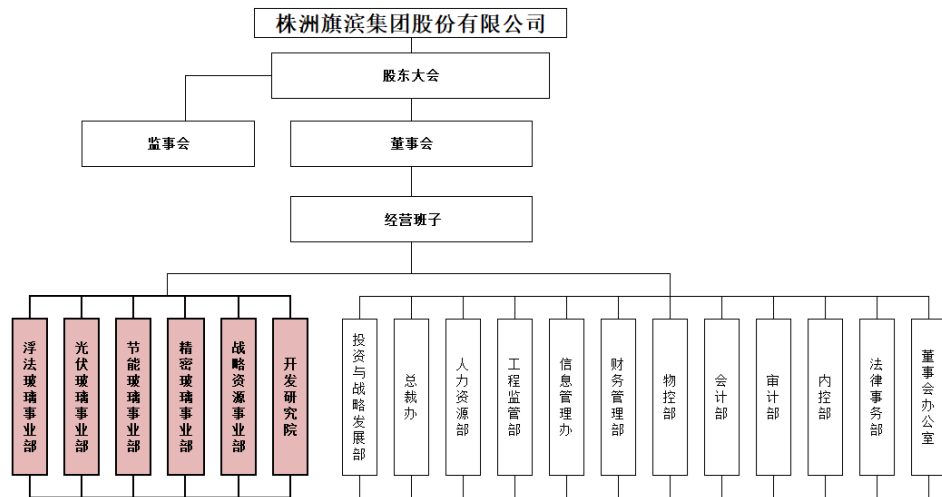 株洲旗滨集团股份有限公司
股东大会
监事会
董事会
经营班子
浮法玻璃事业部
光伏玻璃事业部
节能玻璃事业部
精密玻璃事业部
战略资源事业部
开发研究院
投资与战略发展部
总裁办
人力资源部
工程监管部
信息管理办
财务管理部
物控部
会计部
审计部
内控部
法律事务部
董事会办公室